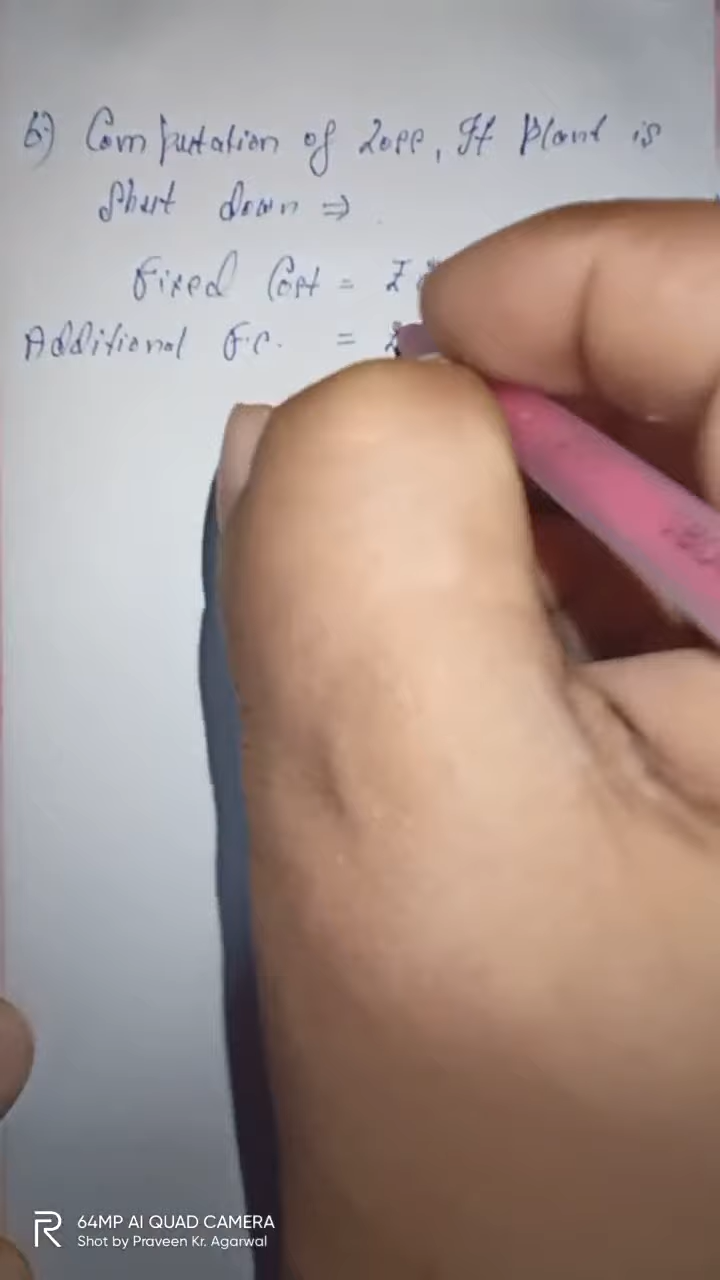 b) Computation of Loss, If Plant is
Shut down ⇒
Fixed Cost = ₹
Additional F.C. = ₹
64MP AI QUAD CAMERA
Shot by Praveen Kr. Agarwal